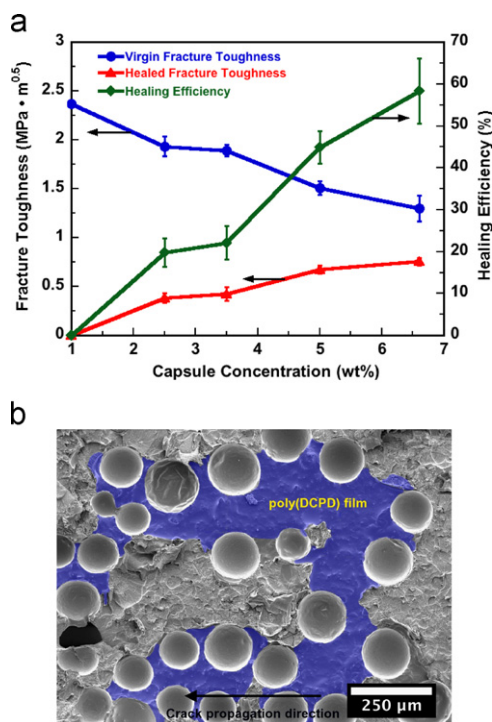 a
Virgin Fracture Toughness
Healed Fracture Toughness
Healing Efficiency
Fracture Toughness (MPa • m^0.5)
3
2.5
2
1.5
1
0.5
0
70
60
50
40
30
20
10
0
Healing Efficiency (%)
1 2 3 4 5 6 7
Capsule Concentration (wt%)
b
poly(DCPD) film
Crack propagation direction
250 µm